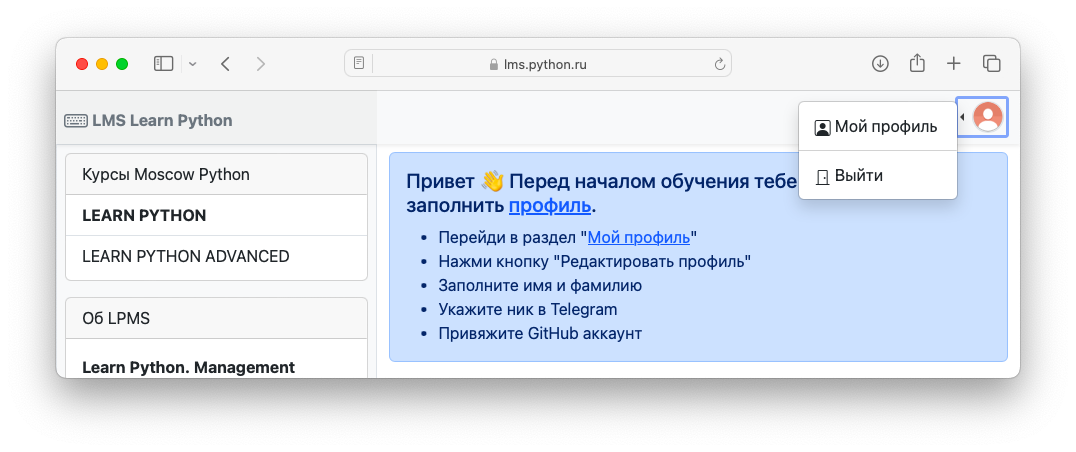 lms.python.ru
LMS Learn Python
Мой профиль
Выйти
Курсы Moscow Python
LEARN PYTHON
LEARN PYTHON ADVANCED
Об LPMS
Learn Python. Management
Привет 👋 Перед началом обучения тебе
заполнить профиль.
• Перейди в раздел "Мой профиль"
• Нажми кнопку "Редактировать профиль"
• Заполните имя и фамилию
• Укажите ник в Telegram
• Привяжите GitHub аккаунт